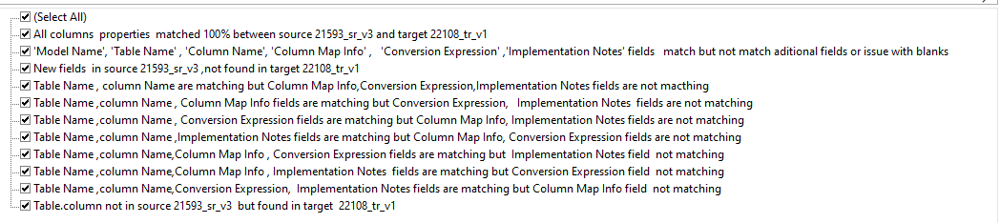 (Select All)
All columns  properties  matched 100% between source 21593_sr_v3 and target 22108_tr_v1
'Model Name', 'Table Name' , 'Column Name', 'Column Map Info' ,   'Conversion Expression' ,'Implementation Notes' fields   match but not match aditional fields or issue with blanks
New fields  in source 21593_sr_v3 ,not found in target 22108_tr_v1
Table Name , column Name are matching but Column Map Info,Conversion Expression,Implementation Notes fields are not macthing
Table Name ,column Name , Column Map Info fields are matching but Conversion Expression,   Implementation Notes  fields are not matching
Table Name ,column Name , Conversion Expression fields are matching but Column Map Info, Implementation Notes fields are not matching
Table Name ,column Name ,Implementation Notes fields are matching but Column Map Info, Conversion Expression fields are not matching
Table Name ,column Name,Column Map Info , Conversion Expression fields are matching but  Implementation Notes field  not matching
Table Name ,column Name,Column Map Info , Implementation Notes  fields are matching but Conversion Expression field  not matching
Table Name ,column Name,Conversion Expression,  Implementation Notes fields are matching but Column Map Info field  not matching
Table.column not in source 21593_sr_v3  but found in target  22108_tr_v1